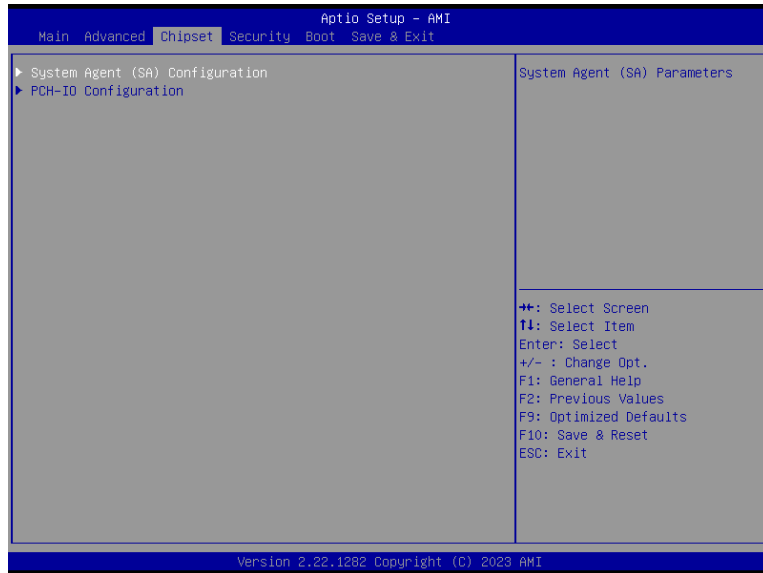 Aptio Setup – AMI
Main Advanced Chipset Security Boot Save & Exit
▶ System Agent (SA) Configuration
▶ PCH-IO Configuration
System Agent (SA) Parameters
→←: Select Screen
↑↓: Select Item
Enter: Select
+/- : Change Opt.
F1: General Help
F2: Previous Values
F9: Optimized Defaults
F10: Save & Reset
ESC: Exit
Version 2.22.1282 Copyright (C) 2023 AMI